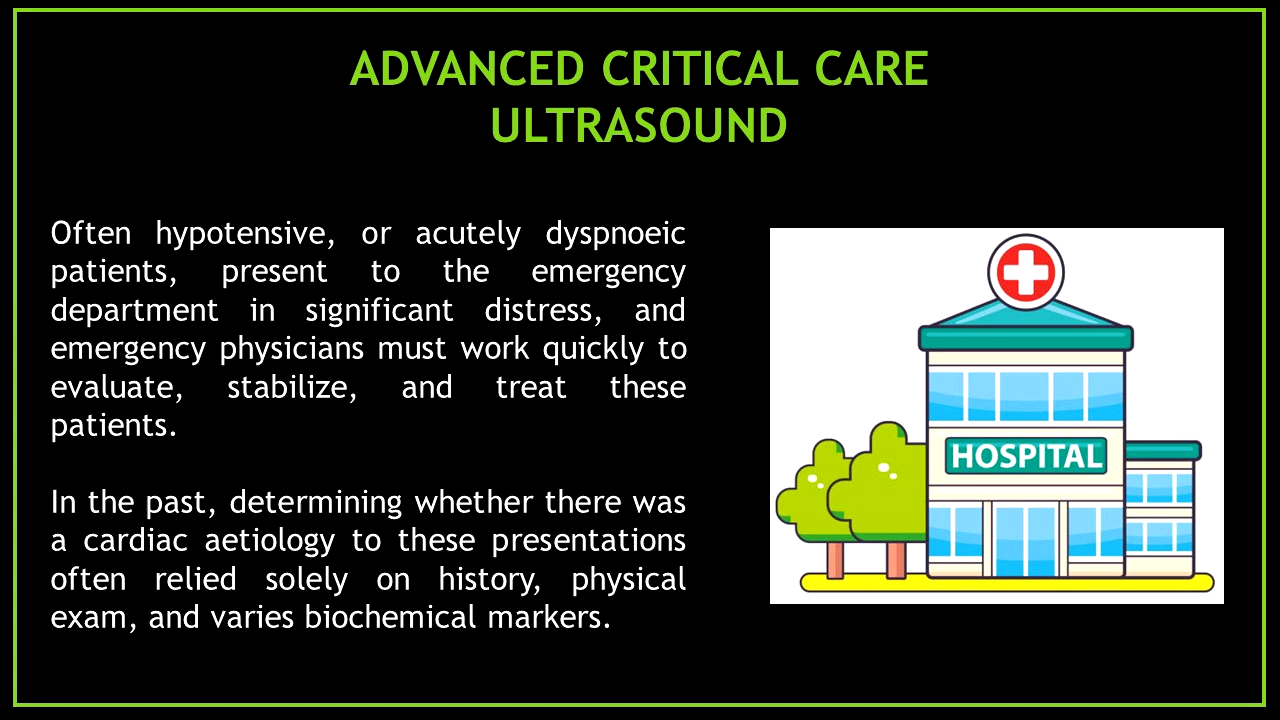 ADVANCED CRITICAL CARE
ULTRASOUND
Often hypotensive, or acutely dyspnoeic
patients, present to the emergency
department in significant distress, and
emergency physicians must work quickly to
evaluate, stabilize, and treat these
patients.
In the past, determining whether there was
a cardiac aetiology to these presentations
often relied solely on history, physical
exam, and varies biochemical markers.
HOSPITAL